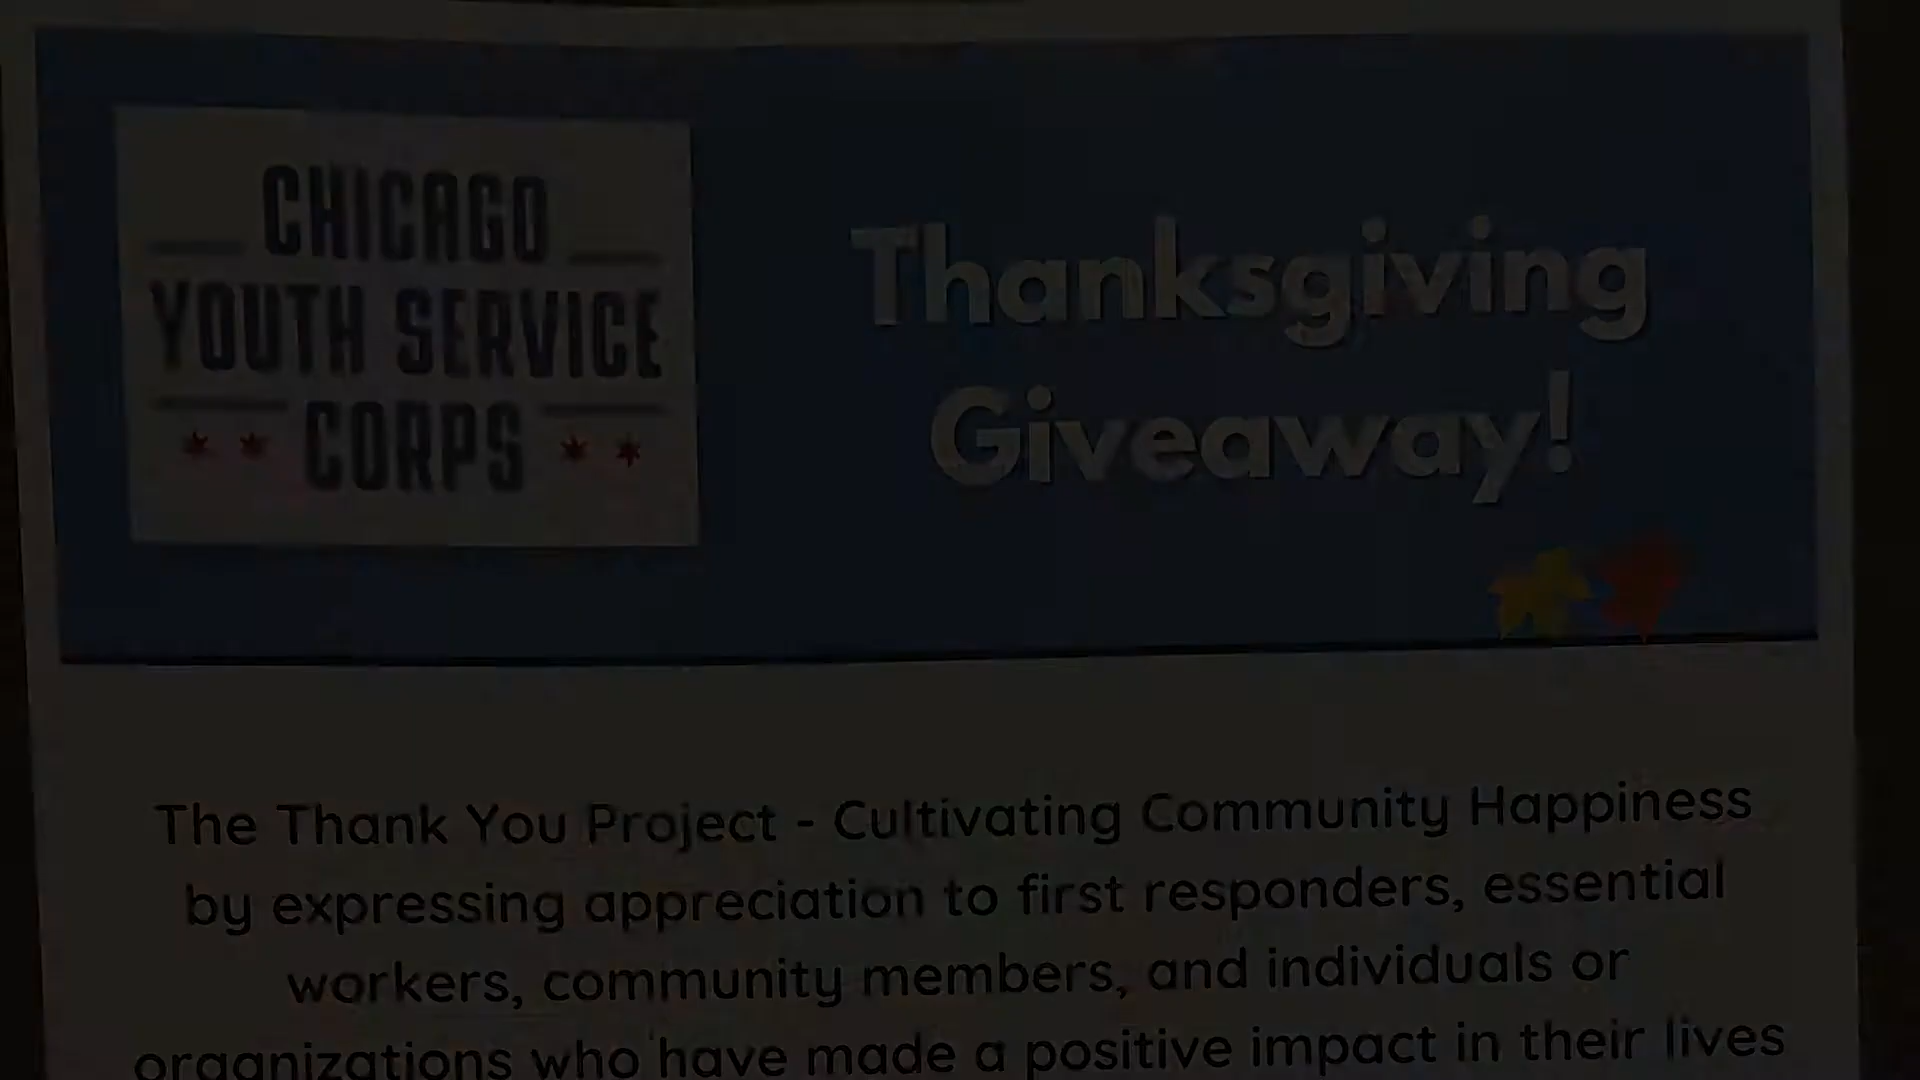 CHICAGO
YOUTH SERVICE
CORPS
Thanksgiving
Giveaway!
The Thank You Project - Cultivating Community Happiness
by expressing appreciation to first responders, essential
workers, community members, and individuals or
organizations who have made a positive impact in their lives